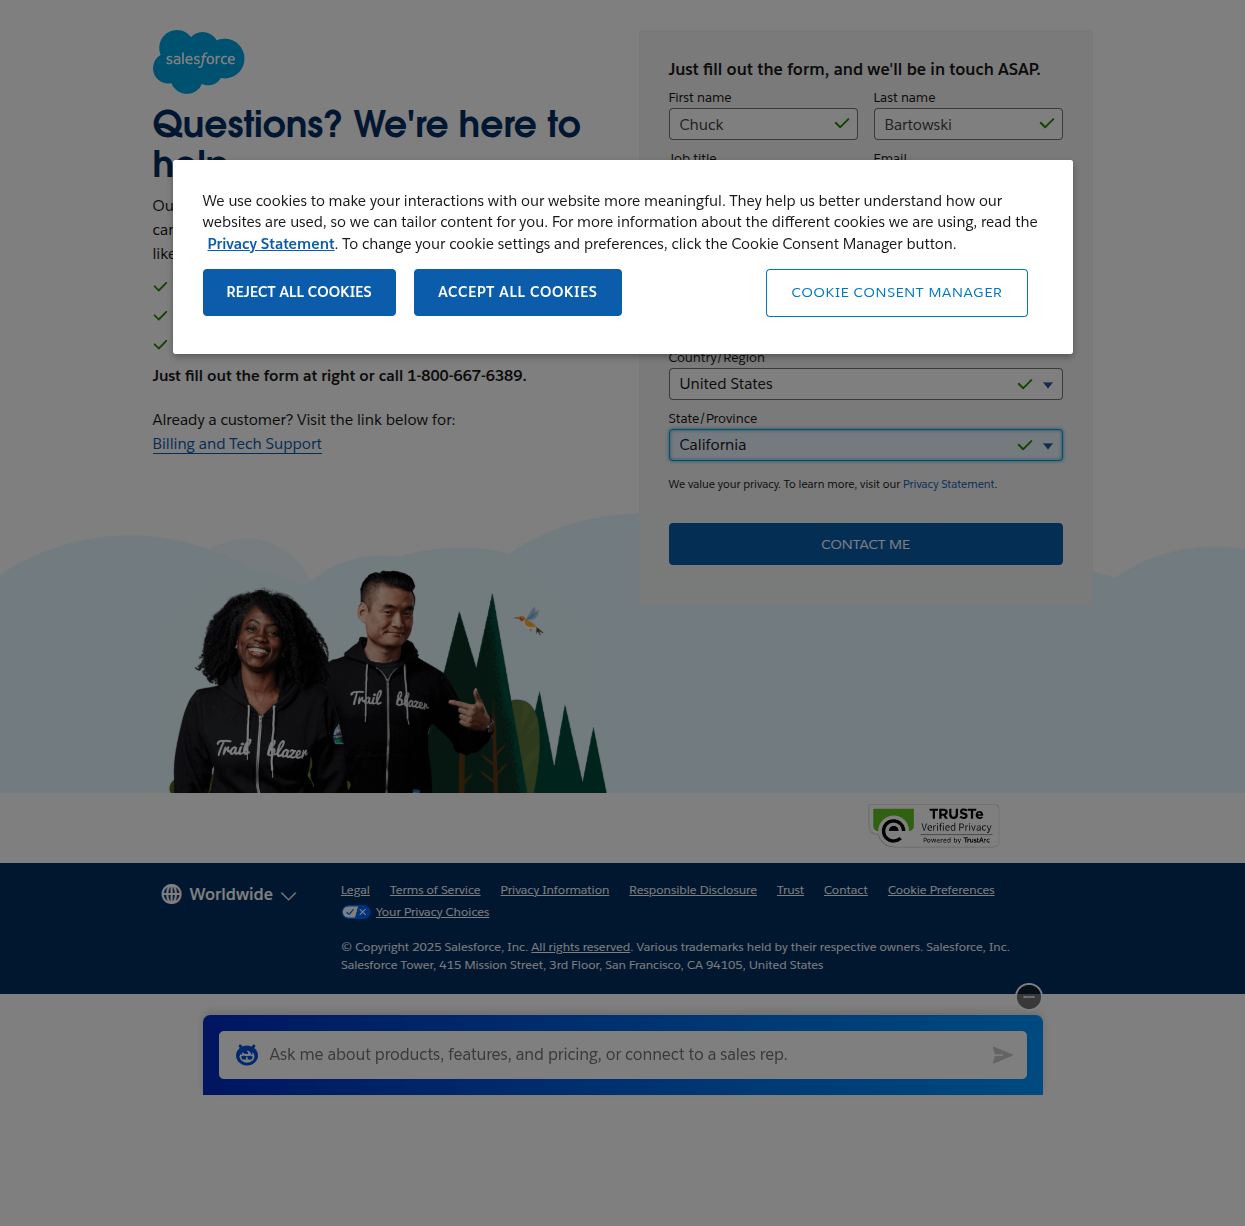 salesforce
Questions? We're here to
help
Ou
can
like
Just fill out the form at right or call 1-800-667-6389.
Already a customer? Visit the link below for:
Billing and Tech Support
Just fill out the form, and we'll be in touch ASAP.
First name
Last name
Chuck
Bartowski
Job title
Email
We use cookies to make your interactions with our website more meaningful. They help us better understand how our
websites are used, so we can tailor content for you. For more information about the different cookies we are using, read the
Privacy Statement. To change your cookie settings and preferences, click the Cookie Consent Manager button.
REJECT ALL COOKIES
ACCEPT ALL COOKIES
COOKIE CONSENT MANAGER
Country/Region
United States
State/Province
California
We value your privacy. To learn more, visit our Privacy Statement.
CONTACT ME
Trail blazer
Trail blazer
TRUSTe
Verified Privacy
Powered by TrustArc
Worldwide
Legal Terms of Service Privacy Information Responsible Disclosure Trust Contact Cookie Preferences
Your Privacy Choices
© Copyright 2025 Salesforce, Inc. All rights reserved. Various trademarks held by their respective owners. Salesforce, Inc.
Salesforce Tower, 415 Mission Street, 3rd Floor, San Francisco, CA 94105, United States
Ask me about products, features, and pricing, or connect to a sales rep.